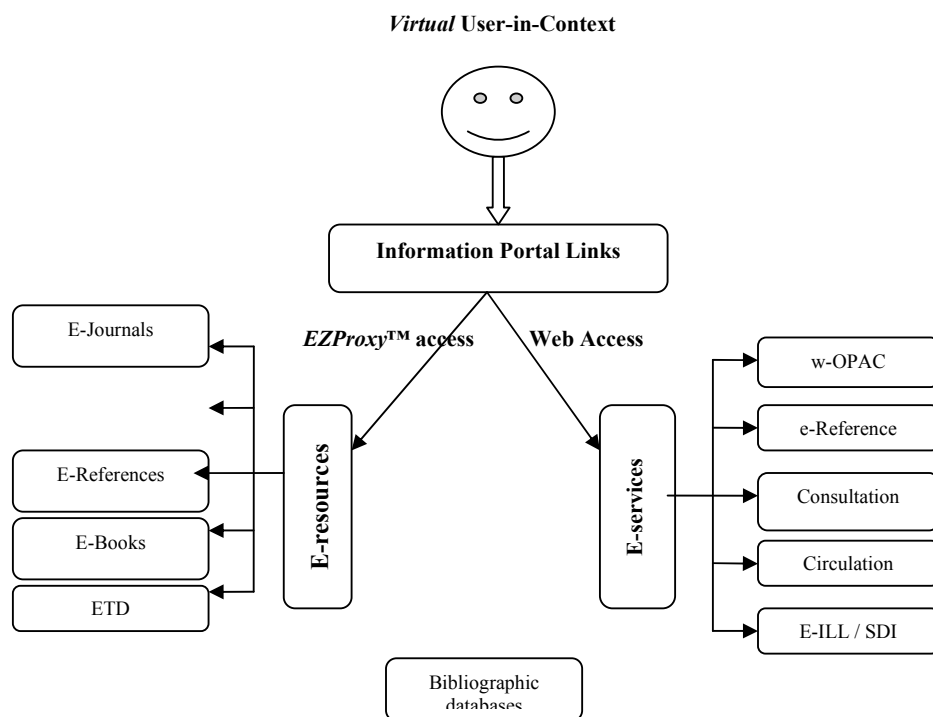 Virtual User-in-Context
Information Portal Links
EZProxy™ access
Web Access
E-Journals
E-References
E-Books
ETD
E-resources
E-services
w-OPAC
e-Reference
Consultation
Circulation
E-ILL / SDI
Bibliographic
databases